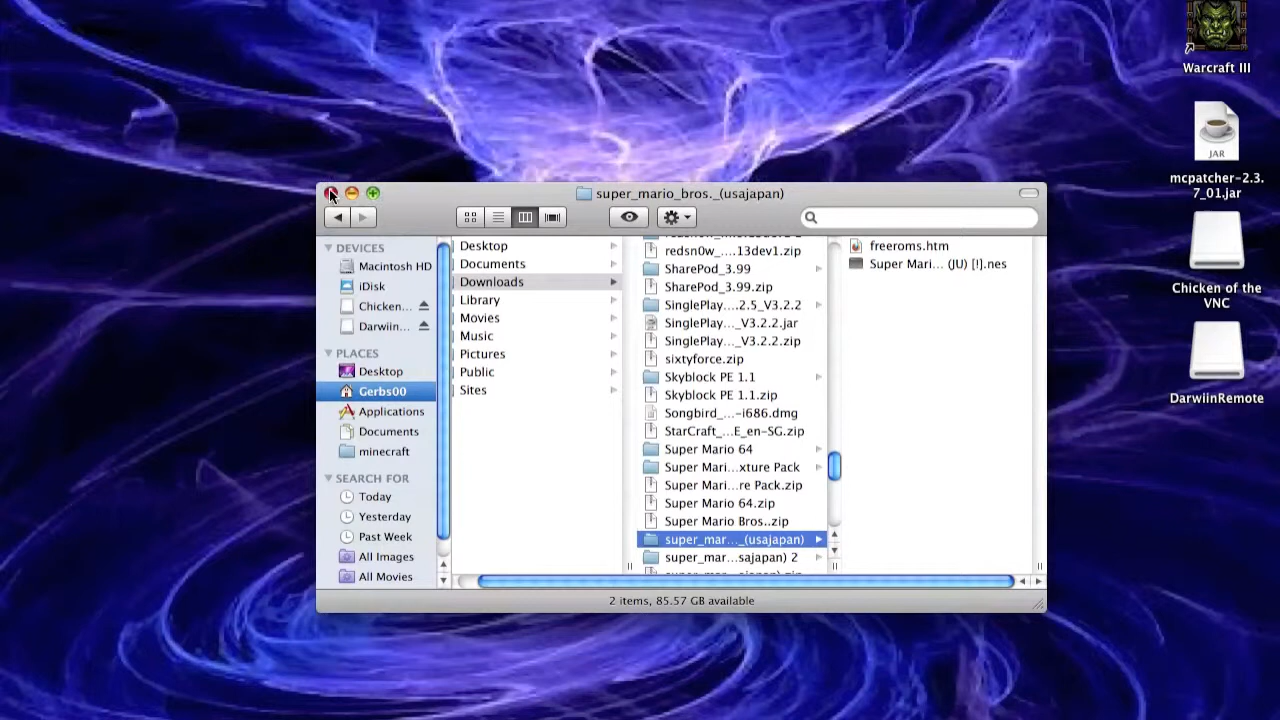 Warcraft III
JAR
mcpatcher-2.3.
7_01.jar
Chicken of the
VNC
DarwiinRemote
super_mario_bros._(usajapan)
DEVICES
Macintosh HD
iDisk
Chicken...
Darwiin...
PLACES
Desktop
Gerbs00
Applications
Documents
minecraft
SEARCH FOR
Today
Yesterday
Past Week
All Images
All Movies
Desktop
Documents
Downloads
Library
Movies
Music
Pictures
Public
Sites
redsn0w_....13dev1.zip
SharePod_3.99
SharePod_3.99.zip
SinglePlay....2.5_V3.2.2
SinglePlay..._V3.2.2.jar
SinglePlay..._V3.2.2.zip
sixtyforce.zip
Skyblock PE 1.1
Skyblock PE 1.1.zip
Songbird_...-i686.dmg
StarCraft_...E_en-SG.zip
Super Mario 64
Super Mari...xture Pack
Super Mari...re Pack.zip
Super Mario 64.zip
Super Mario Bros..zip
super_mar..._(usajapan)
super_mar...sajapan) 2
freeroms.htm
Super Mari... (JU) [!].nes
2 items, 85.57 GB available